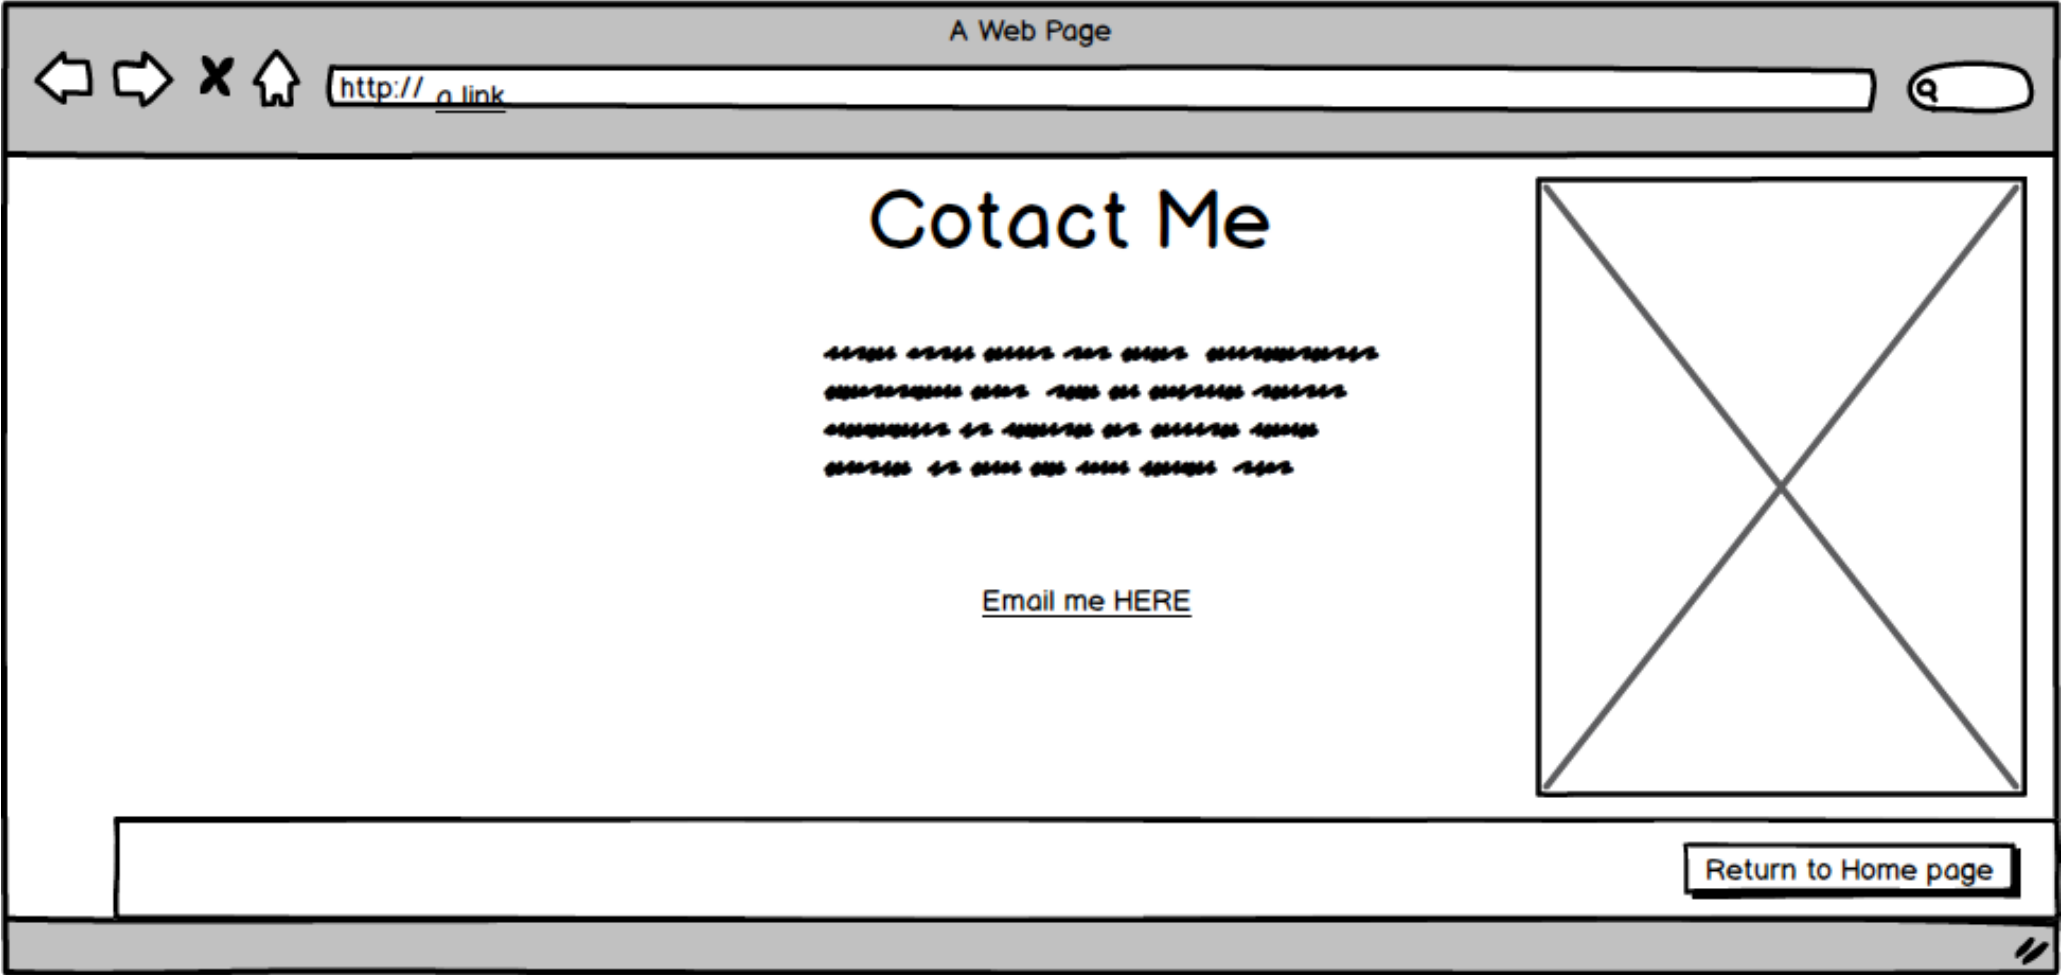 A Web Page
http:// a link
Cotact Me
Email me HERE
Return to Home page